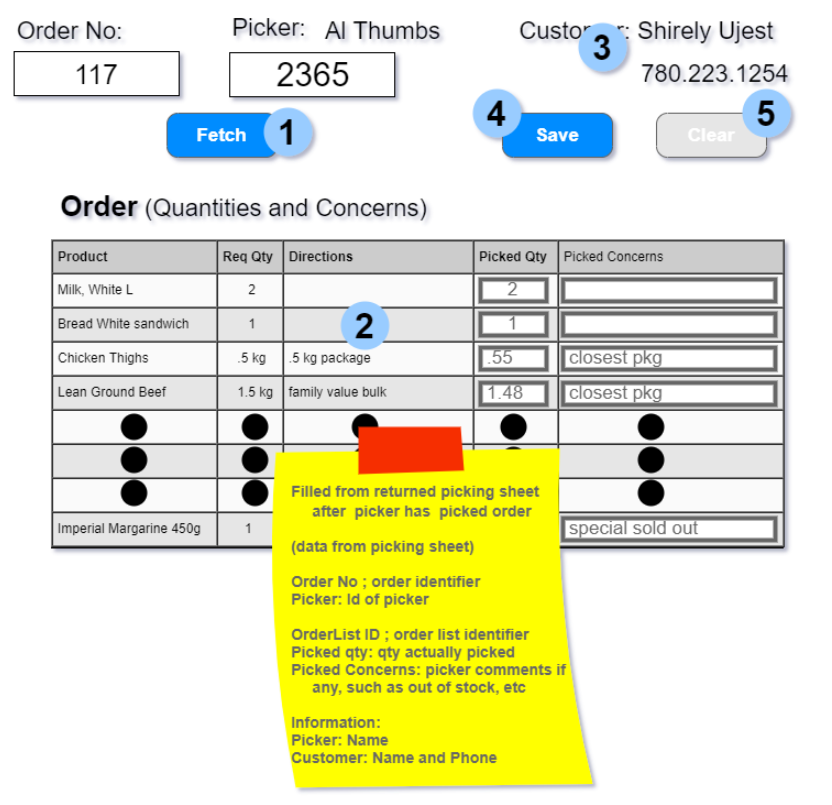 Order No:
Picker: Al Thumbs
Customer: Shirely Ujest
3
117
2365
780.223.1254
Fetch
1
4
Save
Clear
5
Order (Quantities and Concerns)
Product Req Qty Directions Picked Qty Picked Concerns
Milk, White L 2 2
Bread White sandwich 1 1
2
Chicken Thighs .5 kg .5 kg package .55 closest pkg
Lean Ground Beef 1.5 kg family value bulk 1.48 closest pkg
Imperial Margarine 450g 1 special sold out
Filled from returned picking sheet
after picker has picked order
(data from picking sheet)
Order No ; order identifier
Picker: Id of picker
OrderList ID ; order list identifier
Picked qty: qty actually picked
Picked Concerns: picker comments if
any, such as out of stock, etc
Information:
Picker: Name
Customer: Name and Phone